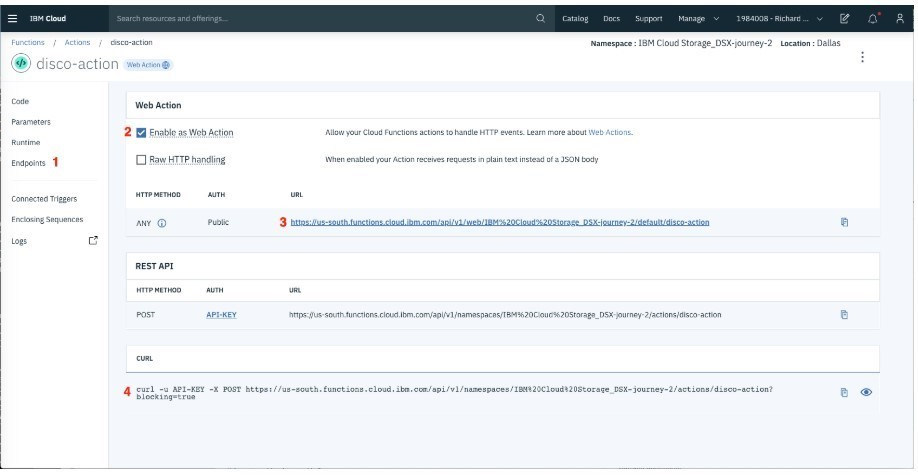 IBM Cloud
Search resources and offerings...
Catalog Docs Support Manage 1984008 - Richard ...
Functions / Actions / disco-action
Namespace : IBM Cloud Storage_DSX-journey-2 Location : Dallas
disco-action Web Action
Code
Parameters
Runtime
Endpoints 1
Connected Triggers
Enclosing Sequences
Logs
Web Action
2 Enable as Web Action Allow your Cloud Functions actions to handle HTTP events. Learn more about Web Actions.
Raw HTTP handling When enabled your Action receives requests in plain text instead of a JSON body
HTTP METHOD AUTH URL
ANY Public 3 https://us-south.functions.cloud.ibm.com/api/v1/web/IBM%20Cloud%20Storage_DSX-journey-2/default/disco-action
REST API
HTTP METHOD AUTH URL
POST API-KEY https://us-south.functions.cloud.ibm.com/api/v1/namespaces/IBM%20Cloud%20Storage_DSX-journey-2/actions/disco-action
CURL
4 curl -u API-KEY -X POST https://us-south.functions.cloud.ibm.com/api/v1/namespaces/IBM%20Cloud%20Storage_DSX-journey-2/actions/disco-action?
blocking=true